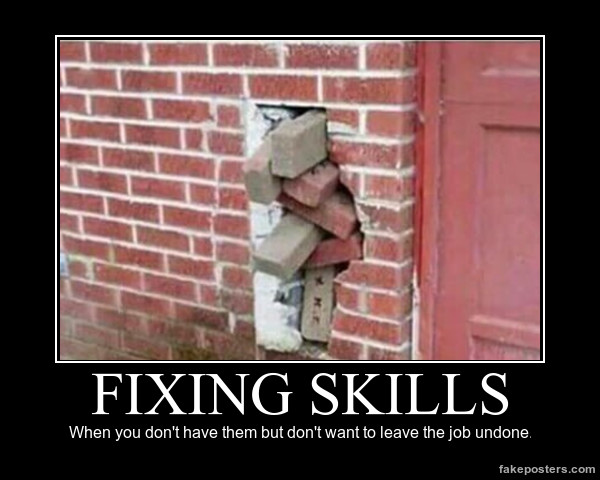 FIXING SKILLS
When you don't have them but don't want to leave the job undone.
fakeposters.com